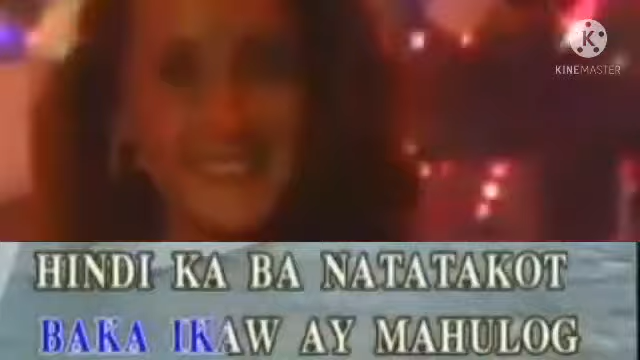 K
KINEMASTER
HINDI KA BA NATATAKOT
BAKA IKAW AY MAHULOG